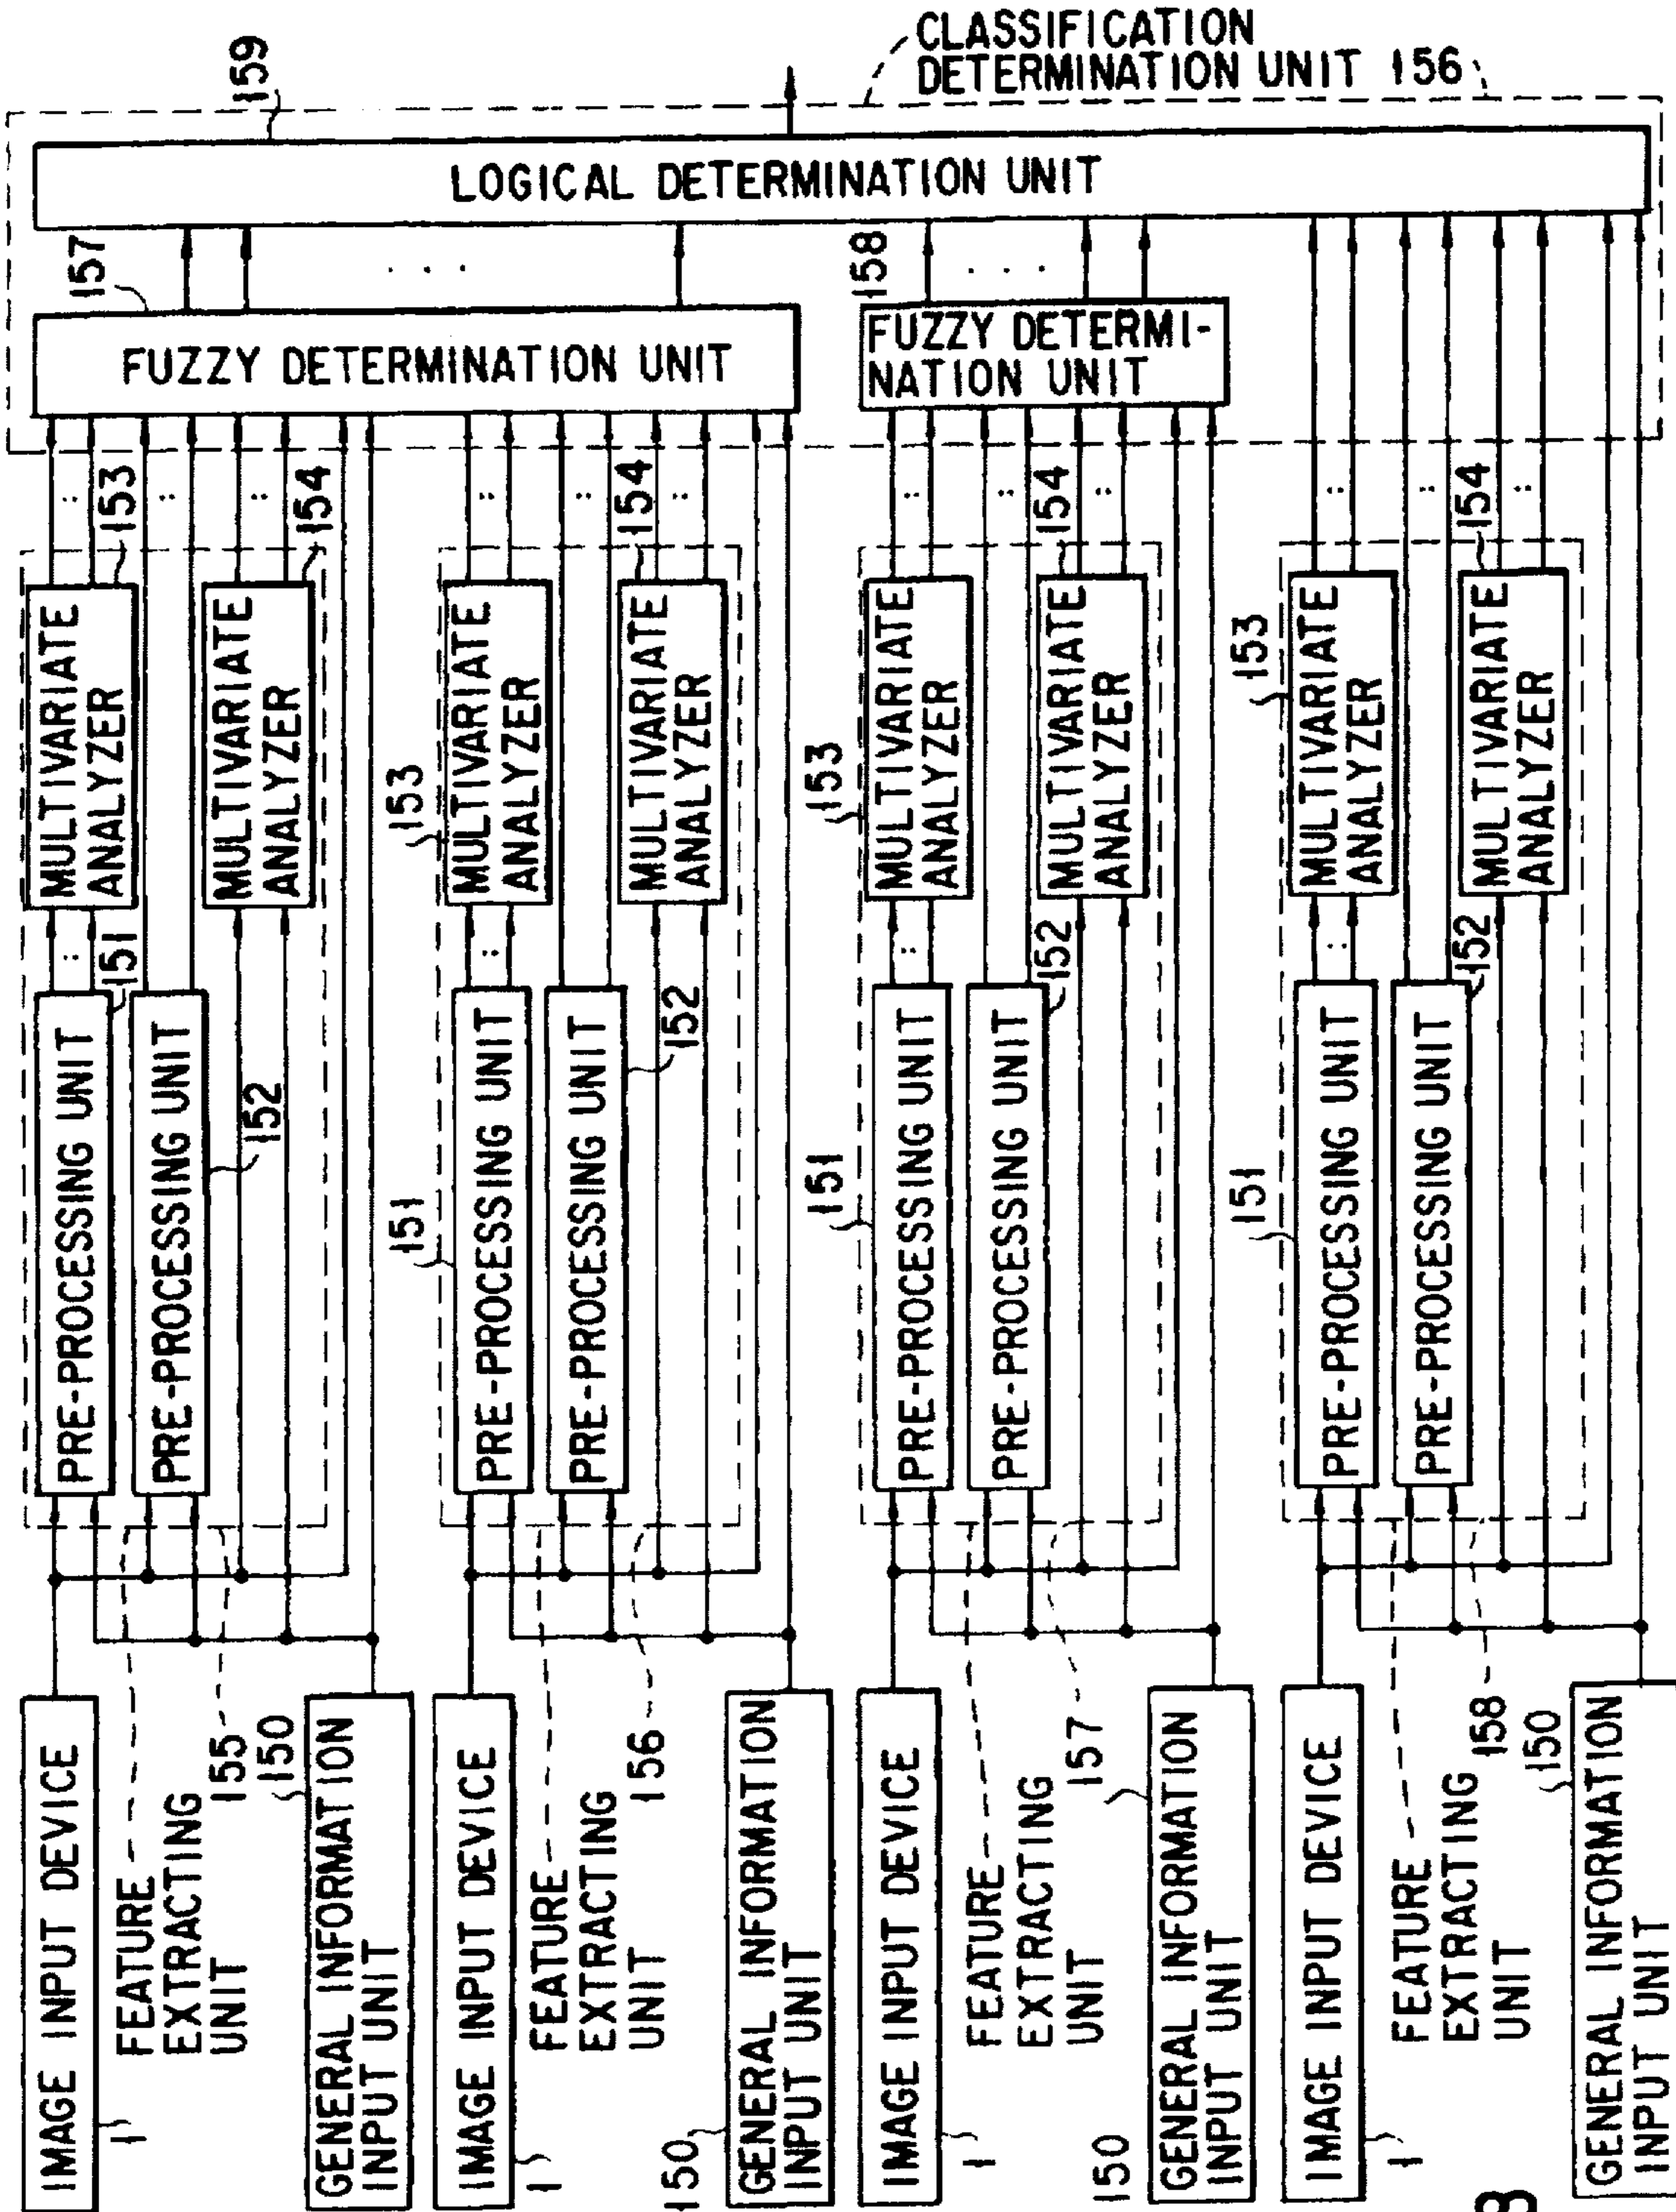 CLASSIFICATION
DETERMINATION UNIT 156
159
LOGICAL DETERMINATION UNIT
157
FUZZY DETERMINATION UNIT
158
FUZZY DETERMI-
NATION UNIT
IMAGE INPUT DEVICE
1
FEATURE
EXTRACTING
UNIT
155
150
GENERAL INFORMATION
INPUT UNIT
PRE-PROCESSING UNIT
151
PRE-PROCESSING UNIT
152
MULTIVARIATE
ANALYZER
153
MULTIVARIATE
ANALYZER
154
IMAGE INPUT DEVICE
1
FEATURE
EXTRACTING
UNIT
156
150
GENERAL INFORMATION
INPUT UNIT
151
PRE-PROCESSING UNIT
PRE-PROCESSING UNIT
152
153
MULTIVARIATE
ANALYZER
154
MULTIVARIATE
ANALYZER
IMAGE INPUT DEVICE
1
FEATURE
EXTRACTING
UNIT
157
150
GENERAL INFORMATION
INPUT UNIT
151
PRE-PROCESSING UNIT
PRE-PROCESSING UNIT
152
153
MULTIVARIATE
ANALYZER
154
MULTIVARIATE
ANALYZER
IMAGE INPUT DEVICE
1
FEATURE
EXTRACTING
UNIT
158
150
GENERAL INFORMATION
INPUT UNIT
151
PRE-PROCESSING UNIT
PRE-PROCESSING UNIT
152
153
MULTIVARIATE
ANALYZER
154
MULTIVARIATE
ANALYZER